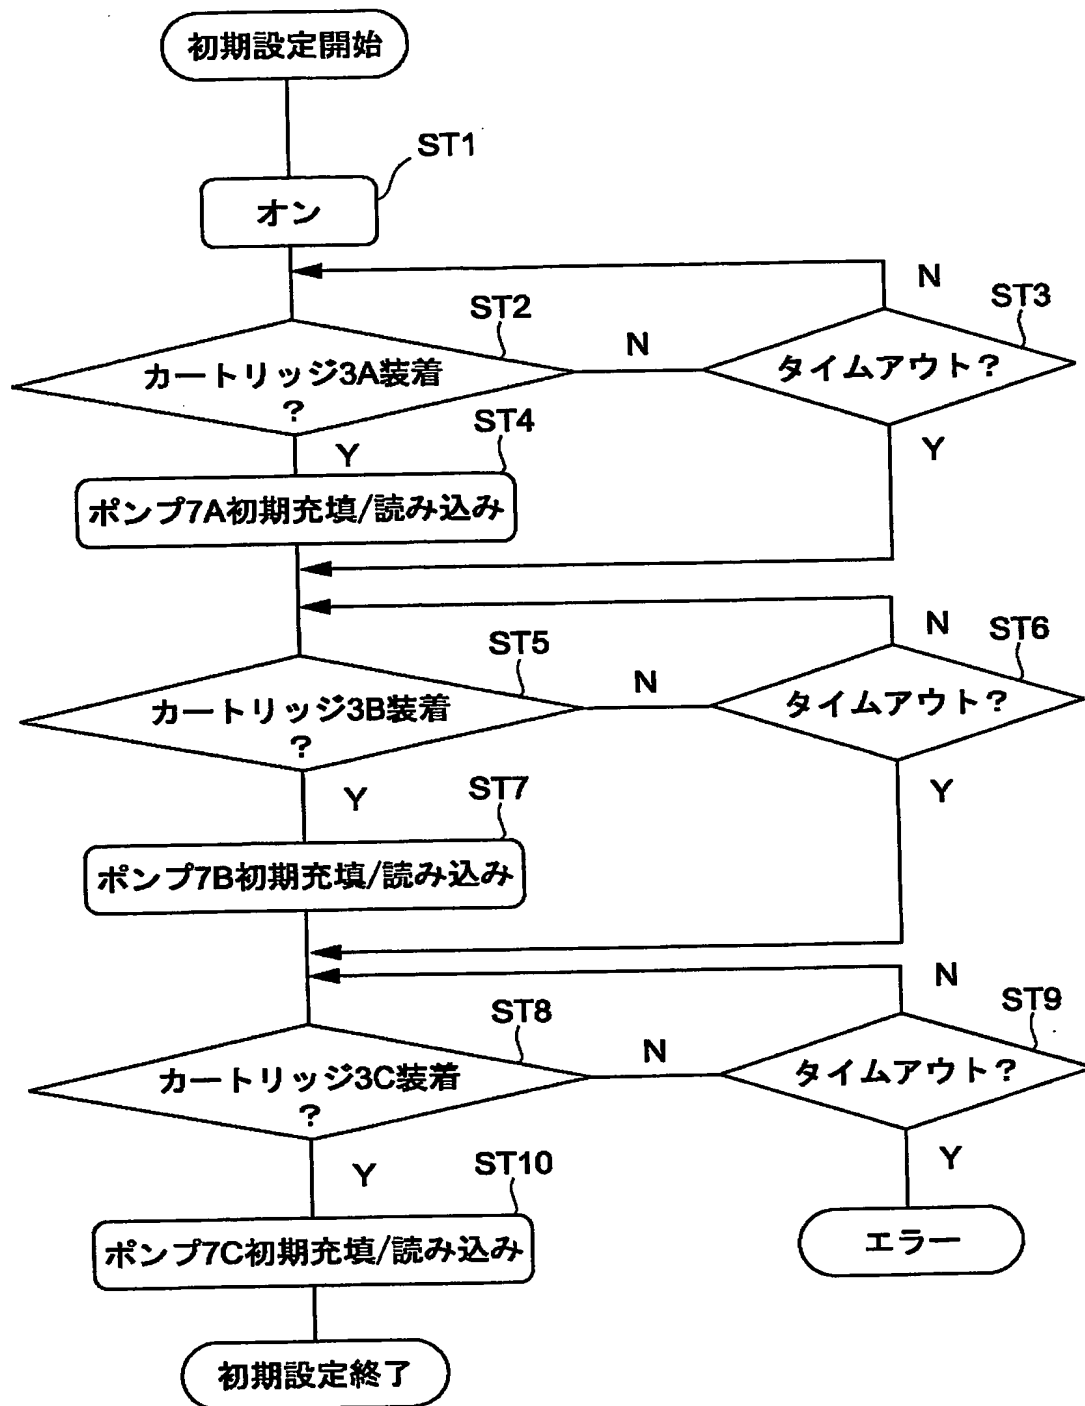 初期設定開始
ST1
オン
N
ST2
ST3
カートリッジ3A装着
?
N
タイムアウト?
ST4
Y
Y
ポンプ7A初期充填/読み込み
N
ST5
ST6
カートリッジ3B装着
?
N
タイムアウト?
ST7
Y
Y
ポンプ7B初期充填/読み込み
N
ST8
ST9
カートリッジ3C装着
?
N
タイムアウト?
Y
ST10
Y
ポンプ7C初期充填/読み込み
エラー
初期設定終了